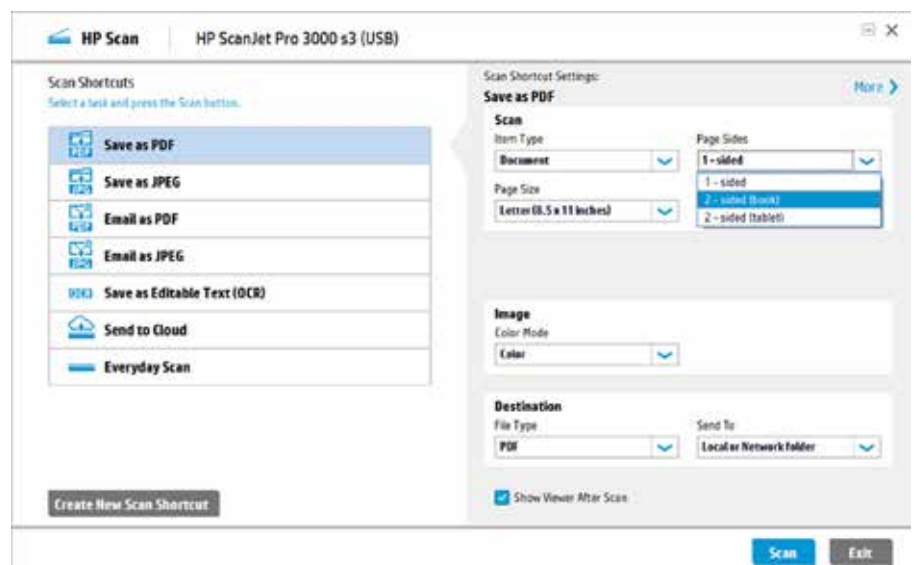 HP Scan
HP ScanJet Pro 3000 s3 (USB)
Scan Shortcuts
Select a task and press the Scan button.
Save as PDF
Save as JPEG
Email as PDF
Email as JPEG
Save as Editable Text (OCR)
Send to Cloud
Everyday Scan
Create New Scan Shortcut
Scan Shortcut Settings:
Save as PDF
More
Scan
Item Type
Page Sides
Document
1 - sided
1 - sided
Page Size
2 - sided (book)
Letter (8.5 x 11 inches)
2 - sided (tablet)
Image
Color Mode
Color
Destination
File Type
Send To
PDF
Local or Network folder
Show Viewer After Scan
Scan
Exit